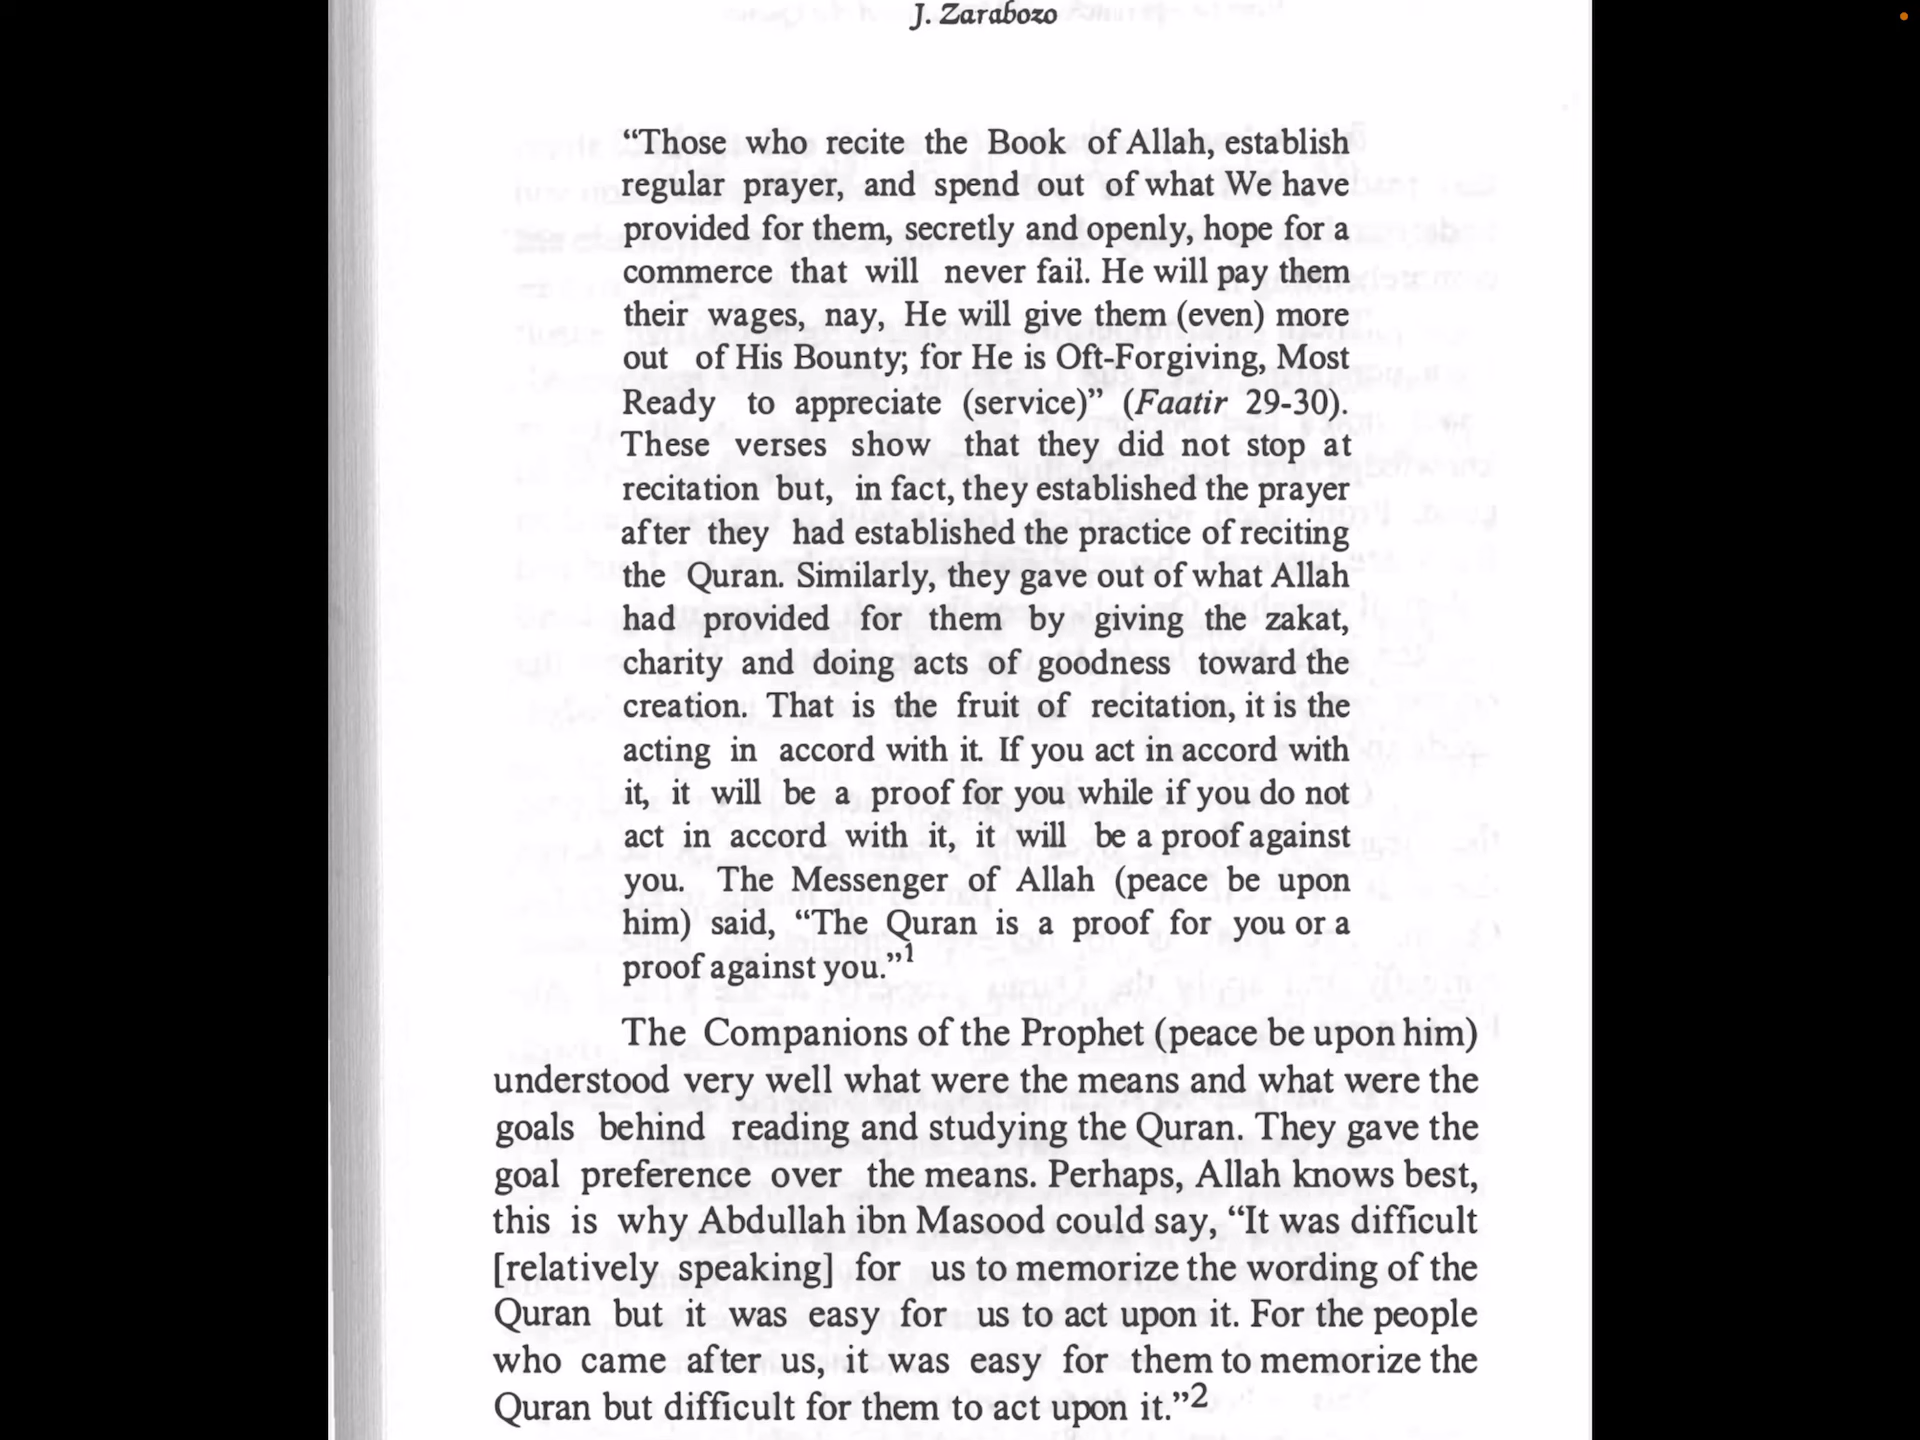 J. Zarabozo
“Those who recite the Book of Allah, establish
regular prayer, and spend out of what We have
provided for them, secretly and openly, hope for a
commerce that will never fail. He will pay them
their wages, nay, He will give them (even) more
out of His Bounty; for He is Oft-Forgiving, Most
Ready to appreciate (service)” (Faatir 29-30).
These verses show that they did not stop at
recitation but, in fact, they established the prayer
after they had established the practice of reciting
the Quran. Similarly, they gave out of what Allah
had provided for them by giving the zakat,
charity and doing acts of goodness toward the
creation. That is the fruit of recitation, it is the
acting in accord with it. If you act in accord with
it, it will be a proof for you while if you do not
act in accord with it, it will be a proof against
you. The Messenger of Allah (peace be upon
him) said, “The Quran is a proof for you or a
proof against you.”1
The Companions of the Prophet (peace be upon him)
understood very well what were the means and what were the
goals behind reading and studying the Quran. They gave the
goal preference over the means. Perhaps, Allah knows best,
this is why Abdullah ibn Masood could say, “It was difficult
[relatively speaking] for us to memorize the wording of the
Quran but it was easy for us to act upon it. For the people
who came after us, it was easy for them to memorize the
Quran but difficult for them to act upon it.”2